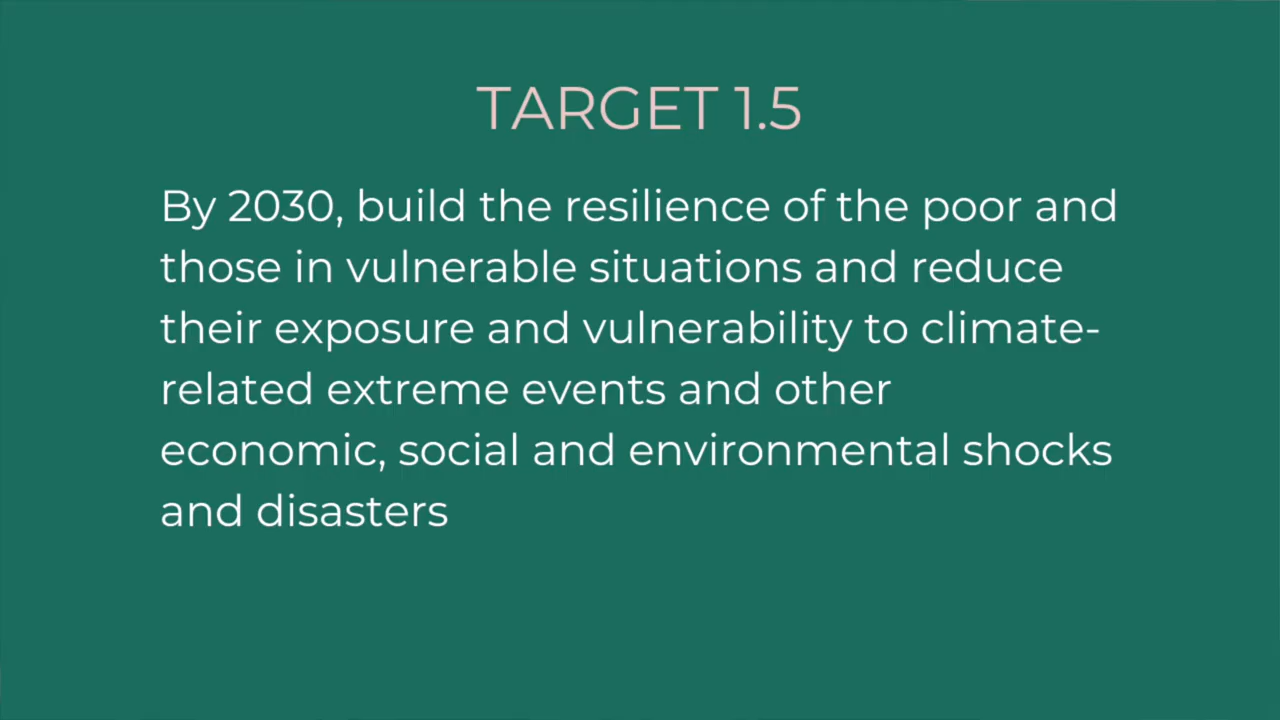 TARGET 1.5
By 2030, build the resilience of the poor and
those in vulnerable situations and reduce
their exposure and vulnerability to climate-
related extreme events and other
economic, social and environmental shocks
and disasters